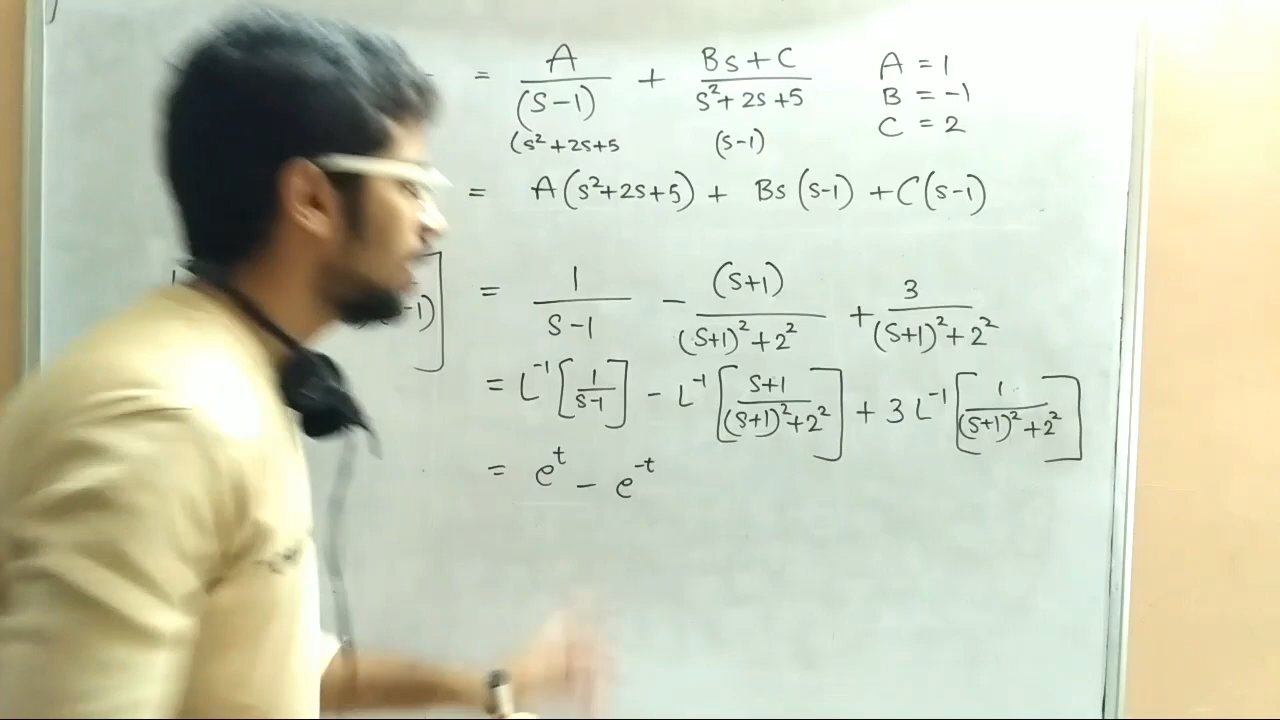 = A/(s-1) + Bs+C/s²+2s+5 A = 1
B = -1
C = 2
(s²+2s+5 (s-1)
= A(s²+2s+5) + Bs(s-1) + C(s-1)
-1)] = 1/s-1 - (s+1)/(s+1)²+2² + 3/(s+1)²+2²
= L⁻¹[1/s-1] - L⁻¹[s+1/(s+1)²+2²] + 3L⁻¹[1/(s+1)²+2²]
= e^t - e^-t